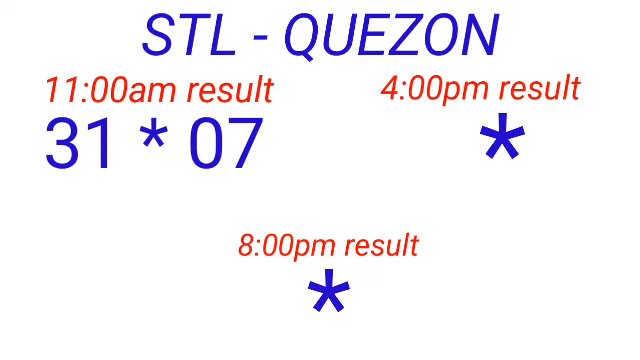 STL - QUEZON
11:00am result
31 * 07
4:00pm result
*
8:00pm result
*